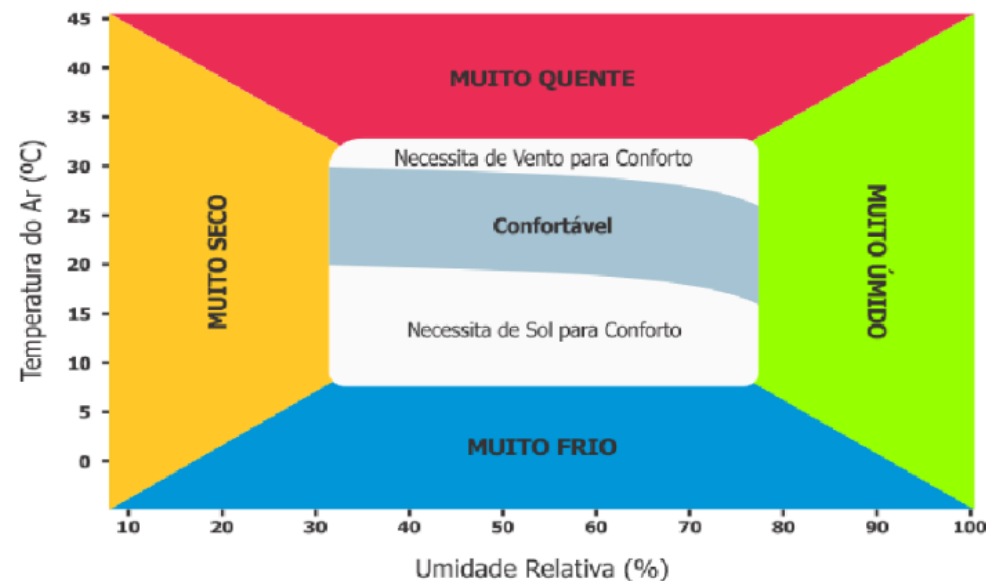 45
40
35
30
25
20
15
10
5
0
Temperatura do Ar (ºC)
MUITO QUENTE
Necessita de Vento para Conforto
Confortável
Necessita de Sol para Conforto
MUITO FRIO
MUITO SECO
MUITO ÚMIDO
10 20 30 40 50 60 70 80 90 100
Umidade Relativa (%)